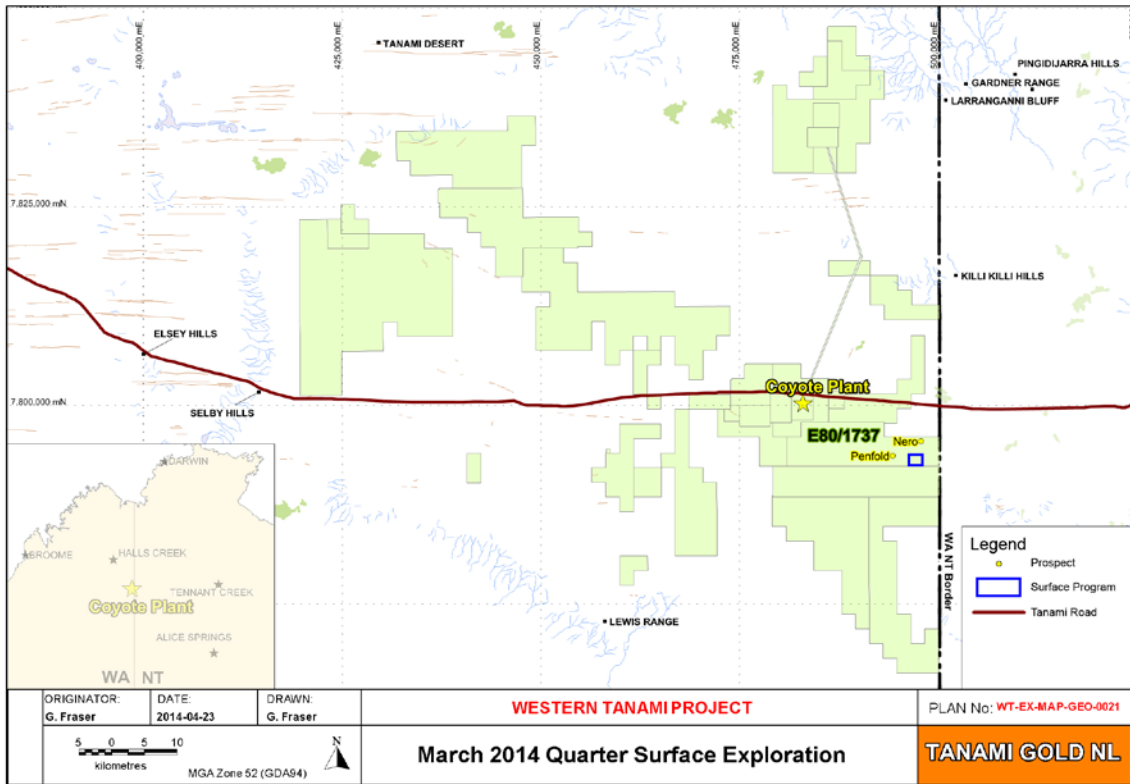 400,000 mE
425,000 mE
450,000 mE
475,000 mE
500,000 mE
TANAMI DESERT
PINGIDIJARRA HILLS
GARDNER RANGE
LARRANGANNI BLUFF
7,825,000 mN
KILLI KILLI HILLS
ELSEY HILLS
SELBY HILLS
7,800,000 mN
Coyote Plant
E80/1737
Nero
Penfold
WA NT Border
LEWIS RANGE
DARWIN
BROOME
HALLS CREEK
TENNANT CREEK
Coyote Plant
ALICE SPRINGS
WA NT
Legend
Prospect
Surface Program
Tanami Road
ORIGINATOR:
G. Fraser
DATE:
2014-04-23
DRAWN:
G. Fraser
WESTERN TANAMI PROJECT
PLAN No: WT-EX-MAP-GEO-0021
5 0 5 10
kilometres
MGA Zone 52 (GDA94)
N
March 2014 Quarter Surface Exploration
TANAMI GOLD NL